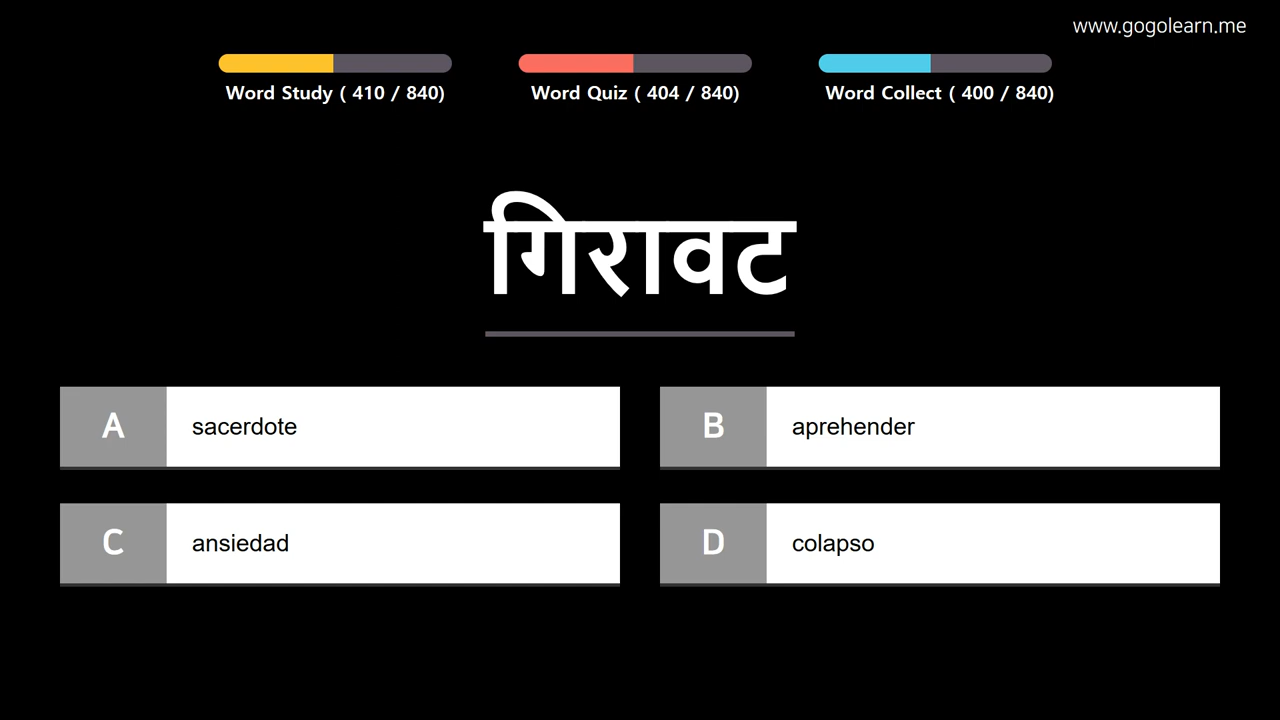 www.gogolearn.me
Word Study ( 410 / 840)
Word Quiz ( 404 / 840)
Word Collect ( 400 / 840)
गिरावट
A sacerdote
B aprehender
C ansiedad
D colapso